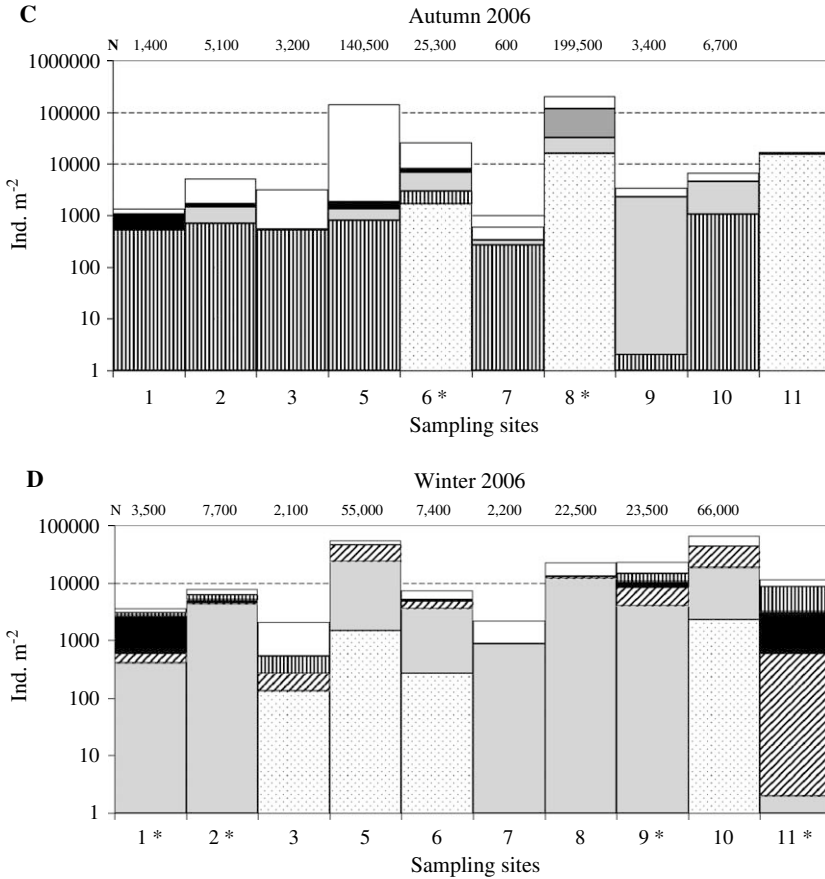 C
Autumn 2006
N 1,400 5,100 3,200 140,500 25,300 600 199,500 3,400 6,700
1000000
100000
10000
1000
100
10
1
Ind. m-2
1 2 3 5 6 * 7 8 * 9 10 11
Sampling sites
D
Winter 2006
N 3,500 7,700 2,100 55,000 7,400 2,200 22,500 23,500 66,000
100000
10000
1000
100
10
1
Ind. m-2
1 * 2 * 3 5 6 7 8 9 * 10 11 *
Sampling sites